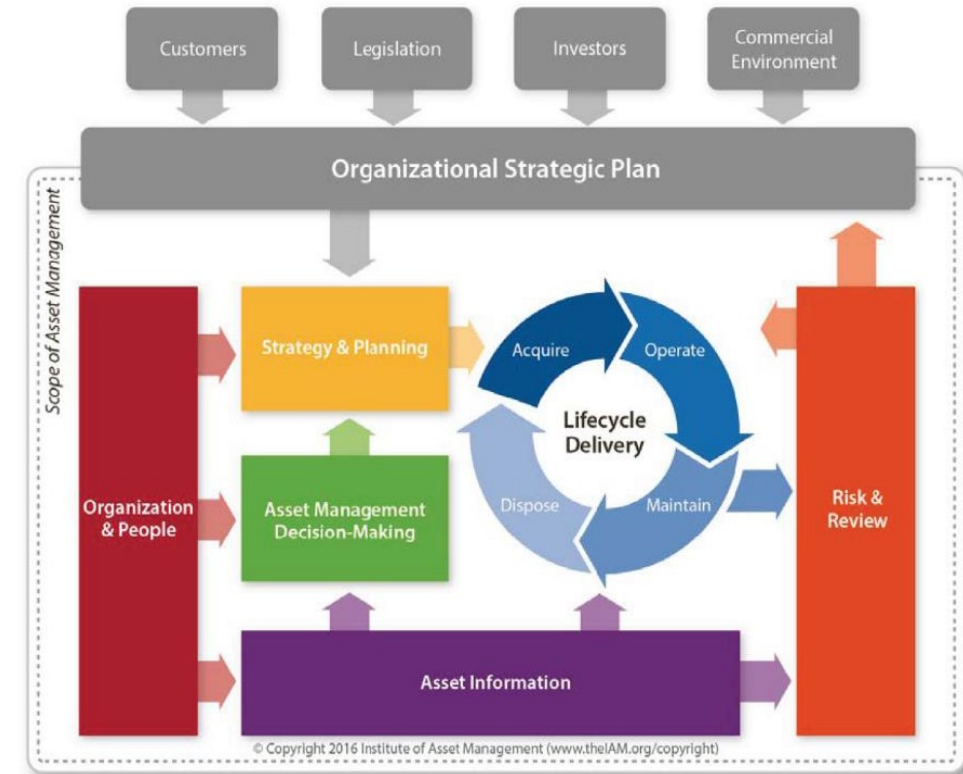 Customers
Legislation
Investors
Commercial
Environment
Organizational Strategic Plan
Scope of Asset Management
Strategy & Planning
Acquire
Operate
Lifecycle
Delivery
Organization
& People
Asset Management
Decision-Making
Dispose
Maintain
Risk &
Review
Asset Information
© Copyright 2016 Institute of Asset Management (www.theIAM.org/copyright)